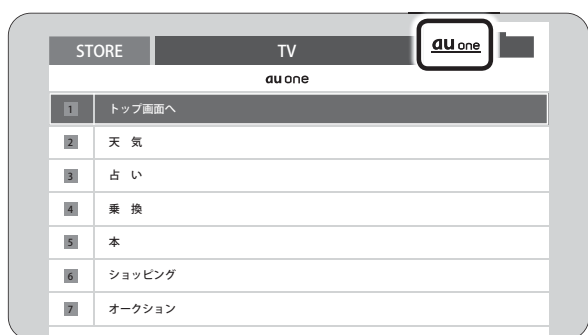 STORE TV au one
au one
1 トップ画面へ
2 天 気
3 占 い
4 乗 換
5 本
6 ショッピング
7 オークション